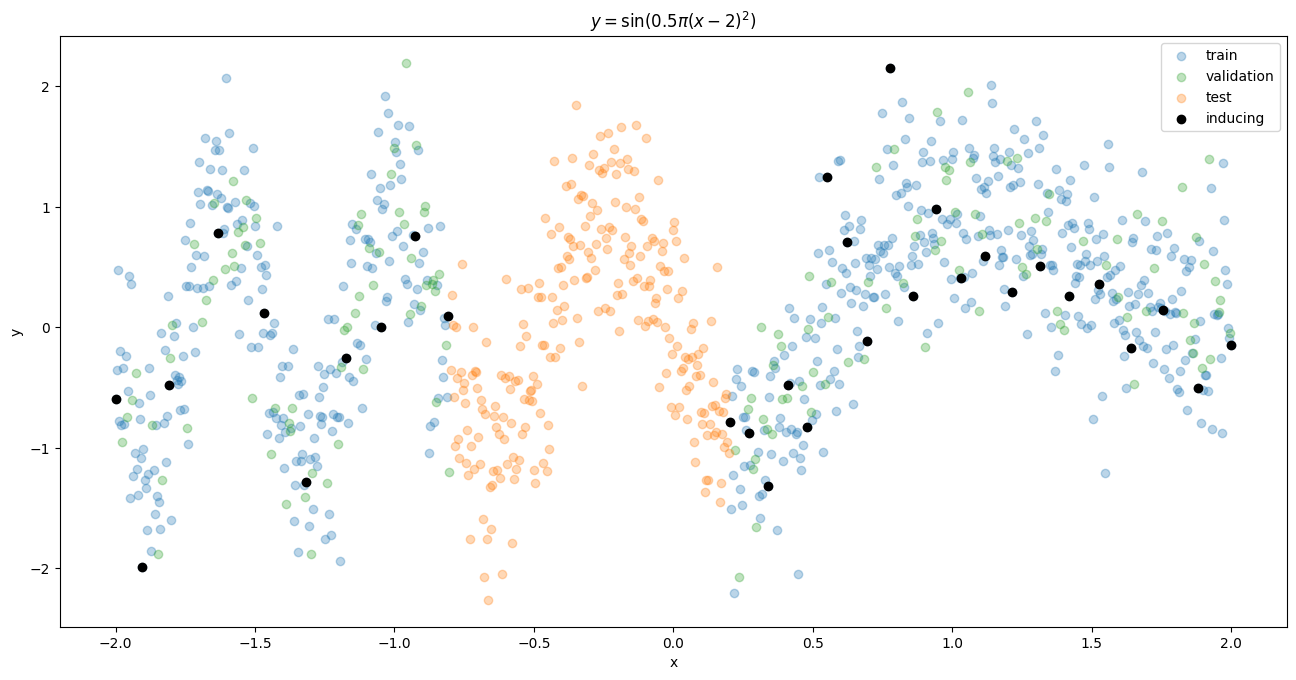 y = sin(0.5π(x − 2)²)
train
validation
test
inducing
y
2
1
0
−1
−2
−2.0 −1.5 −1.0 −0.5 0.0 0.5 1.0 1.5 2.0
x